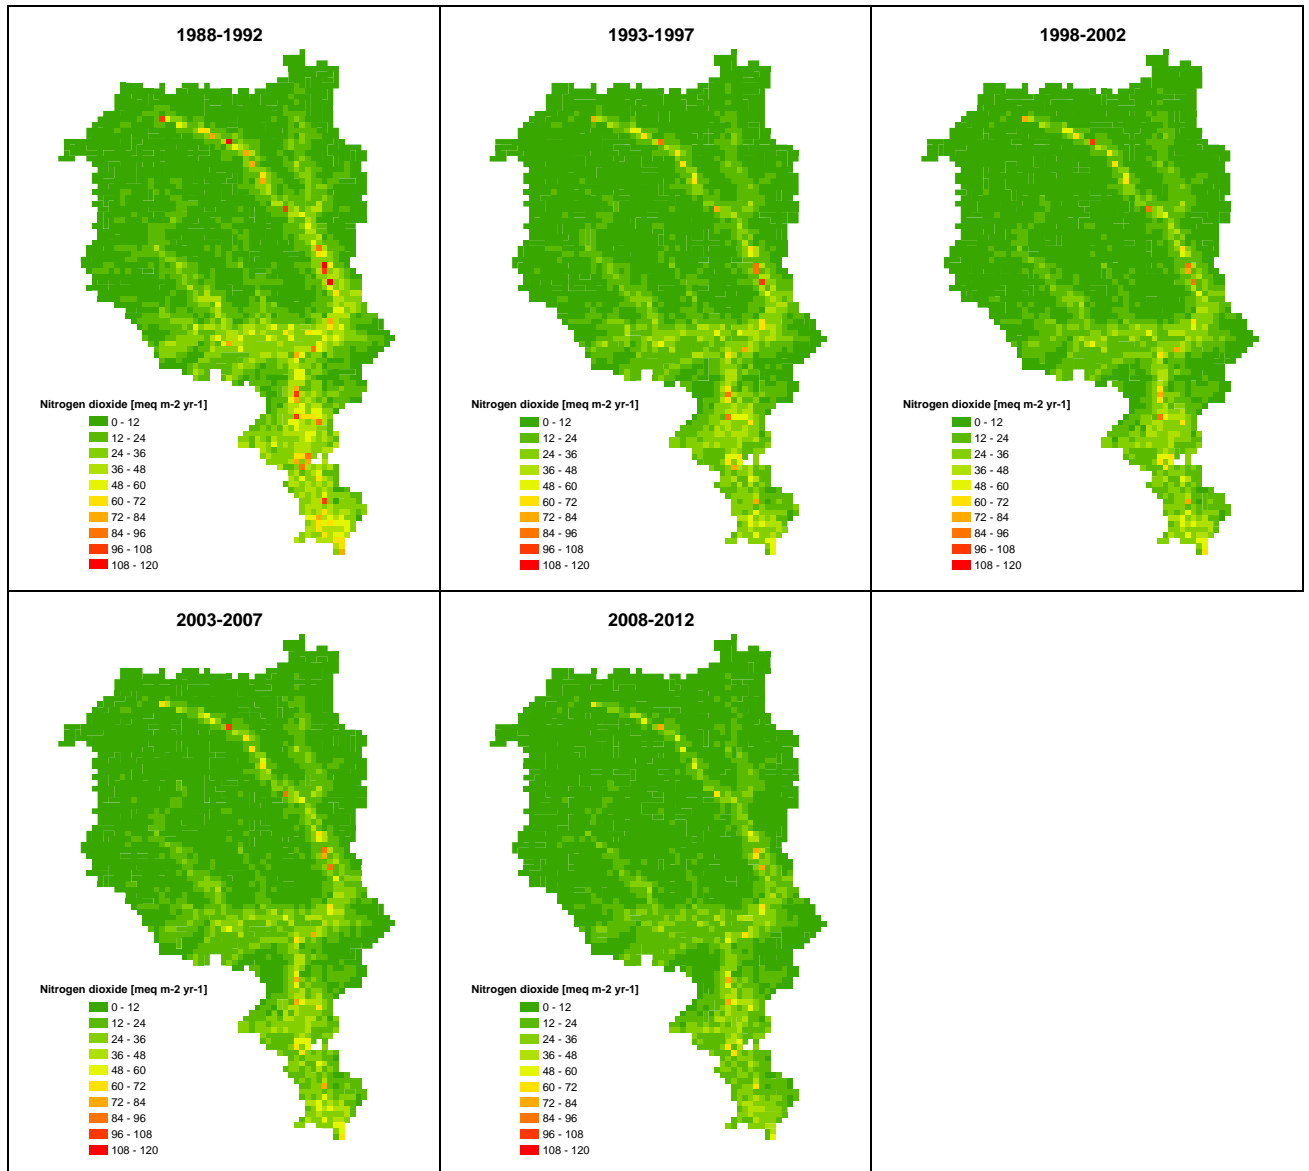 1988-1992
Nitrogen dioxide [meq m-2 yr-1]
0 - 12
12 - 24
24 - 36
36 - 48
48 - 60
60 - 72
72 - 84
84 - 96
96 - 108
108 - 120
1993-1997
Nitrogen dioxide [meq m-2 yr-1]
0 - 12
12 - 24
24 - 36
36 - 48
48 - 60
60 - 72
72 - 84
84 - 96
96 - 108
108 - 120
1998-2002
Nitrogen dioxide [meq m-2 yr-1]
0 - 12
12 - 24
24 - 36
36 - 48
48 - 60
60 - 72
72 - 84
84 - 96
96 - 108
108 - 120
2003-2007
Nitrogen dioxide [meq m-2 yr-1]
0 - 12
12 - 24
24 - 36
36 - 48
48 - 60
60 - 72
72 - 84
84 - 96
96 - 108
108 - 120
2008-2012
Nitrogen dioxide [meq m-2 yr-1]
0 - 12
12 - 24
24 - 36
36 - 48
48 - 60
60 - 72
72 - 84
84 - 96
96 - 108
108 - 120